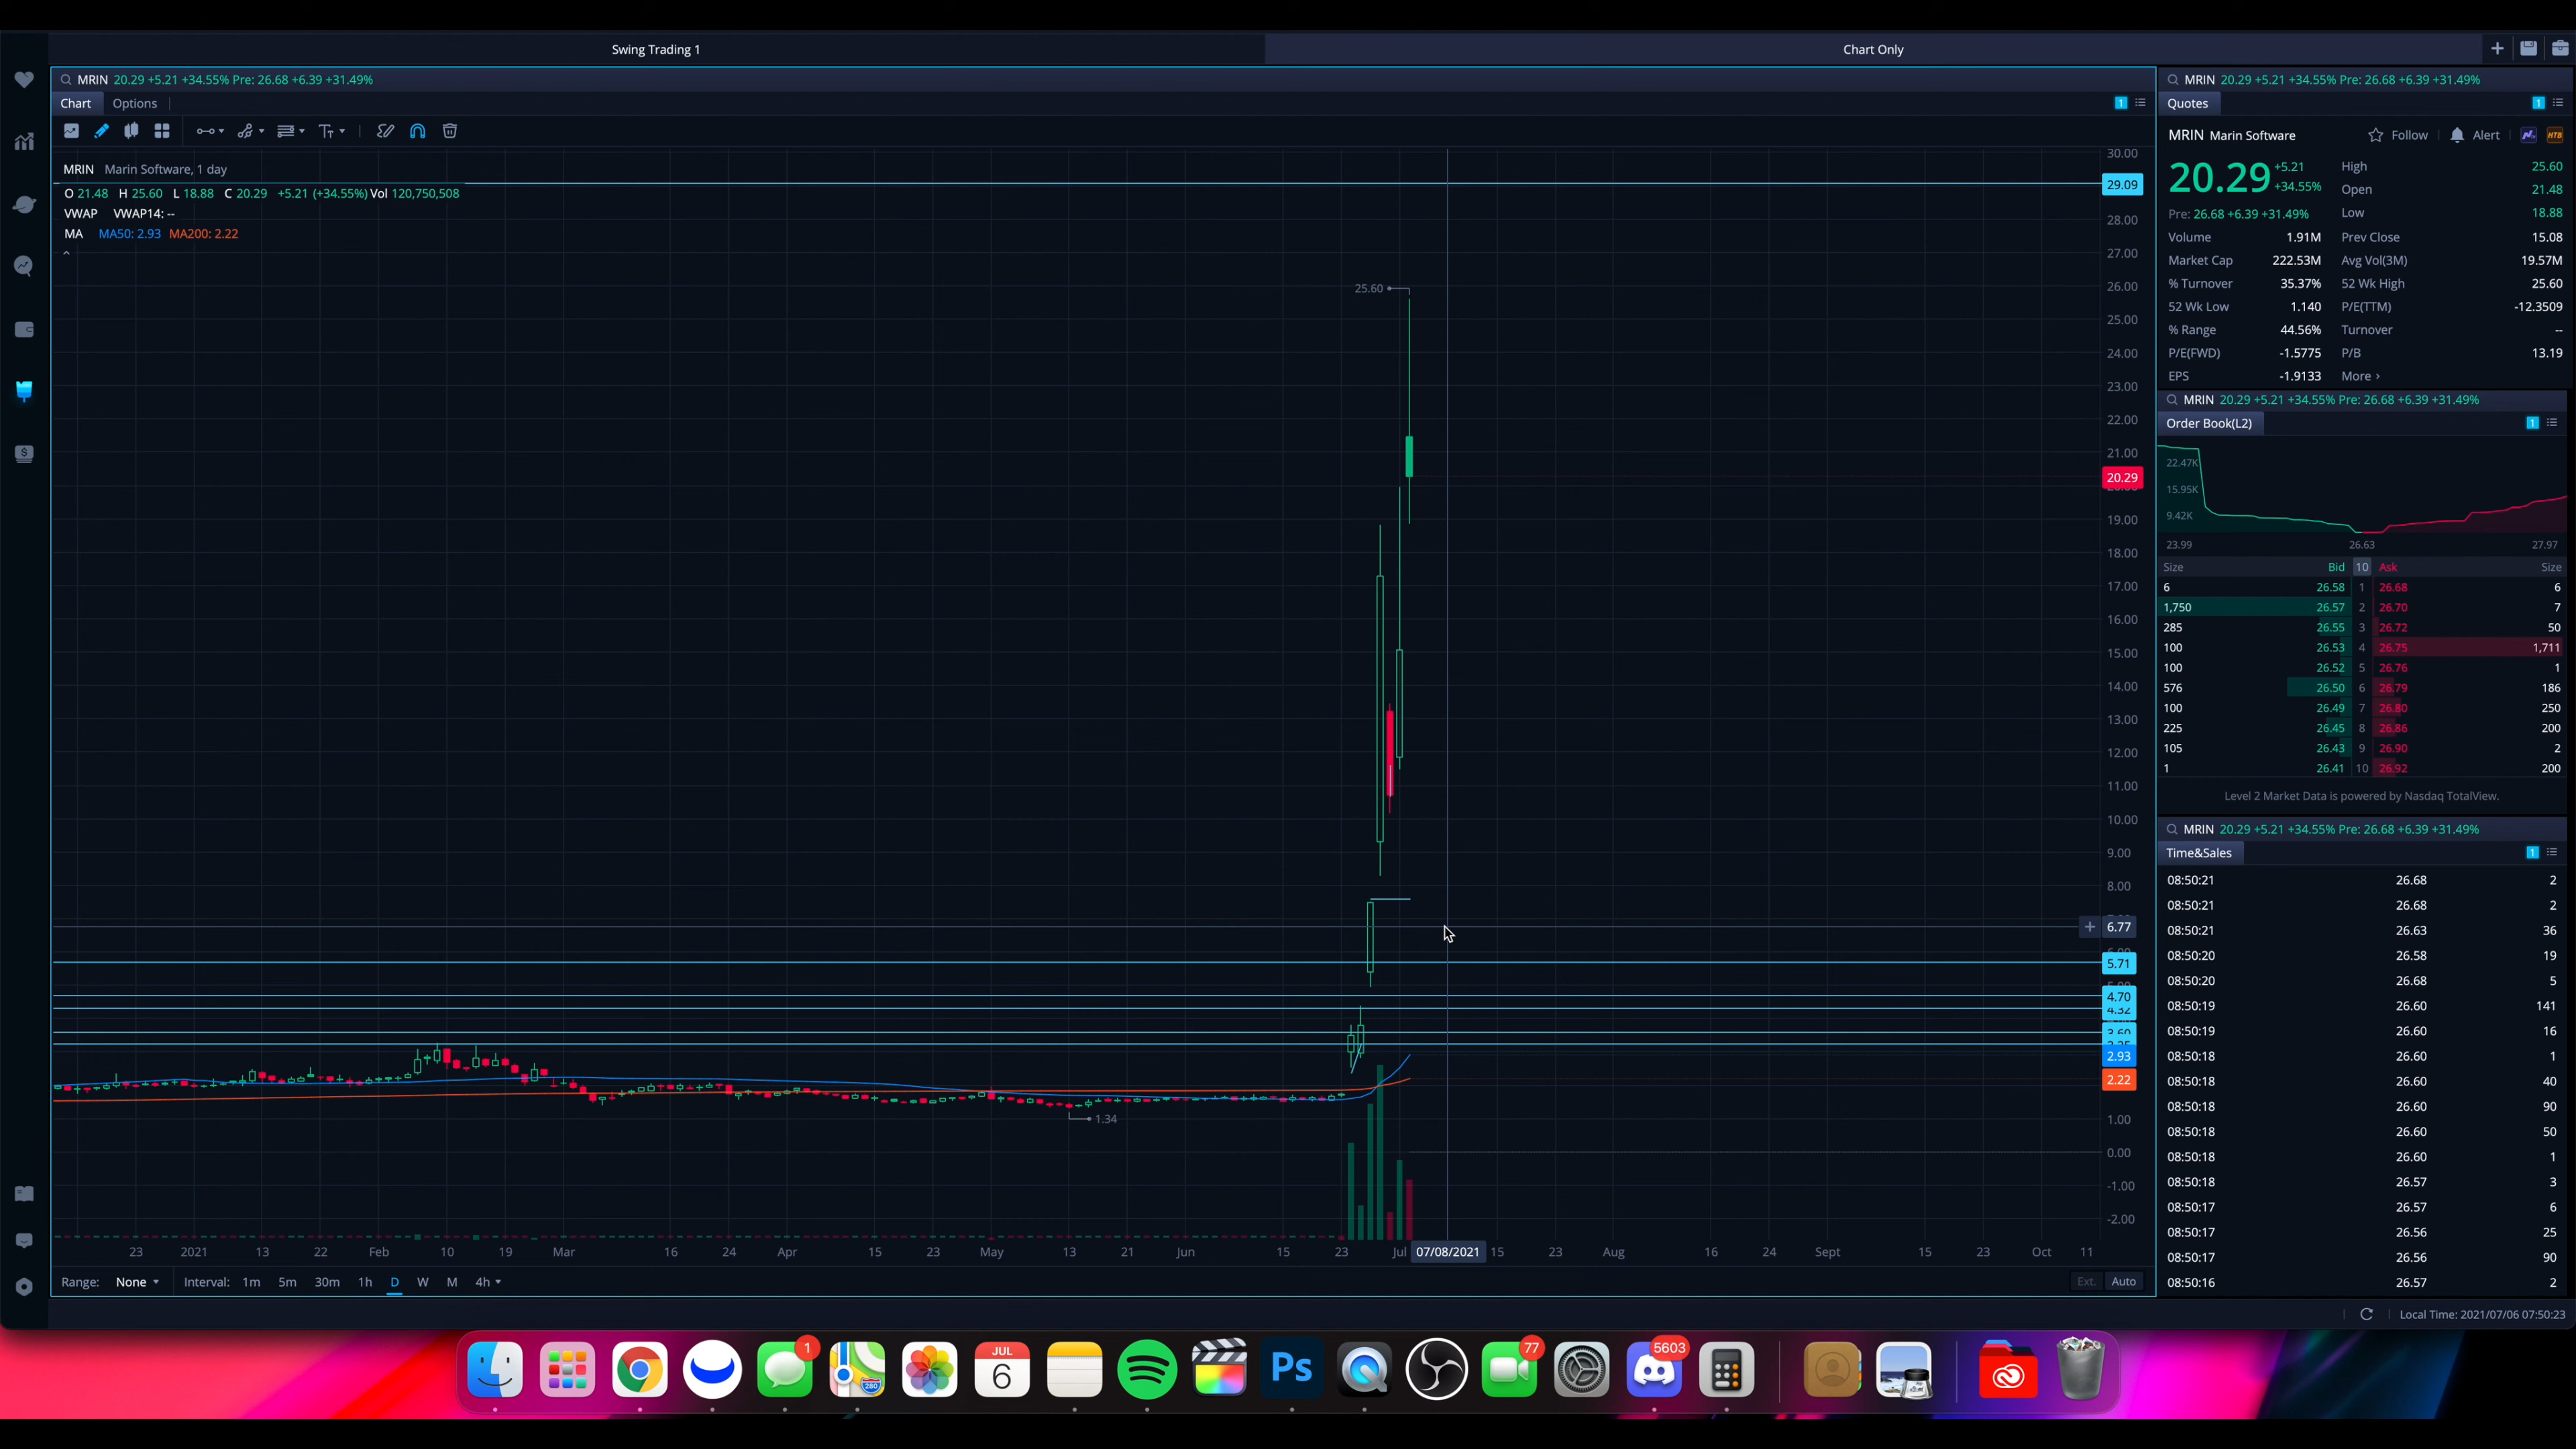 Swing Trading 1
Chart Only
MRIN 20.29 +5.21 +34.55% Pre: 26.68 +6.39 +31.49%
Chart Options
1
MRIN Marin Software, 1 day
O 21.48 H 25.60 L 18.88 C 20.29 +5.21 (+34.55%) Vol 120,750,508
VWAP VWAP14: --
MA MA50: 2.93 MA200: 2.22
25.60
1.34
30.00
29.09
28.00
27.00
26.00
25.00
24.00
23.00
22.00
21.00
20.29
19.00
18.00
17.00
16.00
15.00
14.00
13.00
12.00
11.00
10.00
9.00
8.00
6.77
5.71
4.70
4.32
3.60
2.93
2.22
1.00
0.00
-1.00
-2.00
23 2021 13 22 Feb 10 19 Mar 16 24 Apr 15 23 May 13 21 Jun 15 23 Jul 07/08/2021 15 23 Aug 16 24 Sept 15 23 Oct 11
Range: None Interval: 1m 5m 30m 1h D W M 4h Ext. Auto
MRIN 20.29 +5.21 +34.55% Pre: 26.68 +6.39 +31.49%
Quotes 1
MRIN Marin Software Follow Alert HTB
20.29 +5.21 +34.55%
Pre: 26.68 +6.39 +31.49%
High 25.60
Open 21.48
Low 18.88
Volume 1.91M Prev Close 15.08
Market Cap 222.53M Avg Vol(3M) 19.57M
% Turnover 35.37% 52 Wk High 25.60
52 Wk Low 1.140 P/E(TTM) -12.3509
% Range 44.56% Turnover --
P/E(FWD) -1.5775 P/B 13.19
EPS -1.9133 More ›
MRIN 20.29 +5.21 +34.55% Pre: 26.68 +6.39 +31.49%
Order Book(L2) 1
22.47K
15.95K
9.42K
23.99 26.63 27.97
Size Bid 10 Ask Size
6 26.58 1 26.68 6
1,750 26.57 2 26.70 7
285 26.55 3 26.72 50
100 26.53 4 26.75 1,711
100 26.52 5 26.76 1
576 26.50 6 26.79 186
100 26.49 7 26.80 250
225 26.45 8 26.86 200
105 26.43 9 26.90 2
1 26.41 10 26.92 200
Level 2 Market Data is powered by Nasdaq TotalView.
MRIN 20.29 +5.21 +34.55% Pre: 26.68 +6.39 +31.49%
Time&Sales 1
08:50:21 26.68 2
08:50:21 26.68 2
08:50:21 26.63 36
08:50:20 26.58 19
08:50:20 26.68 5
08:50:19 26.60 141
08:50:19 26.60 16
08:50:18 26.60 1
08:50:18 26.60 40
08:50:18 26.60 90
08:50:18 26.60 50
08:50:18 26.60 1
08:50:18 26.57 3
08:50:17 26.57 6
08:50:17 26.56 25
08:50:17 26.56 90
08:50:16 26.57 2
Local Time: 2021/07/06 07:50:23
1
280
JUL
6
Ps
77
5603